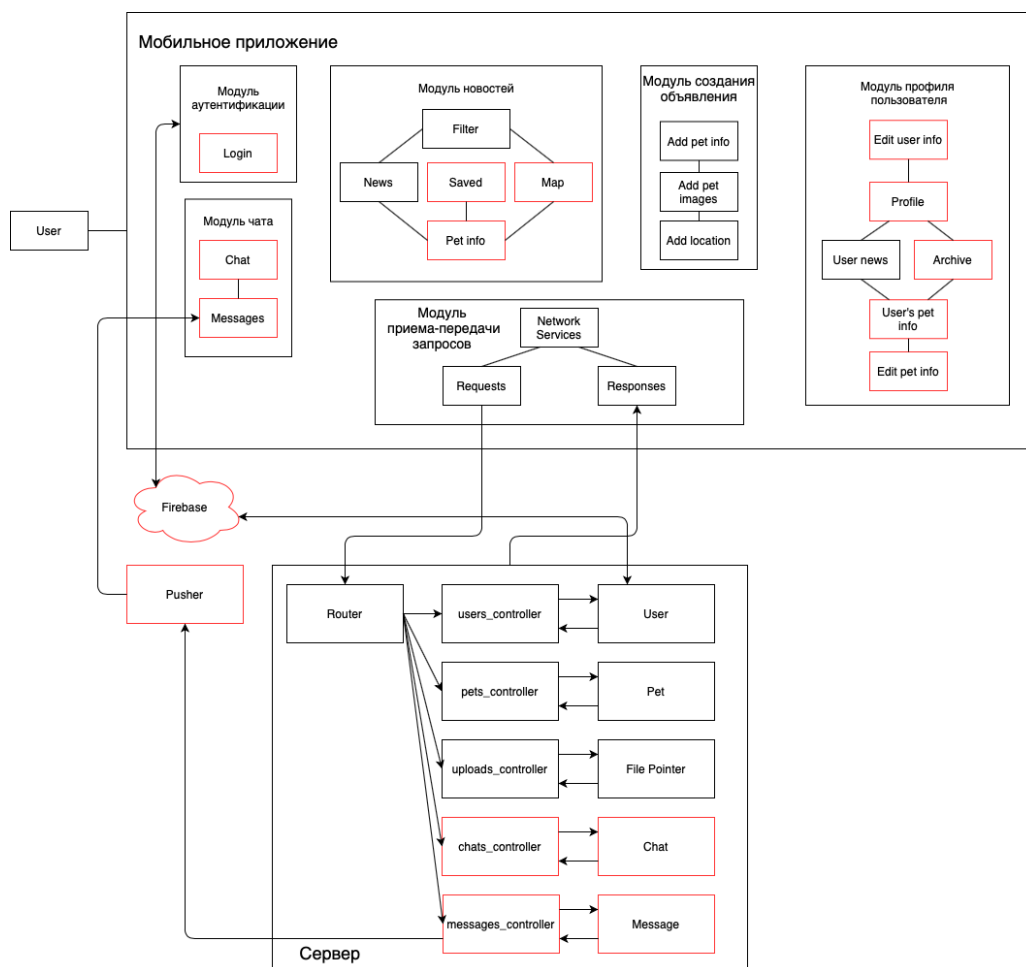 Мобильное приложение
Модуль
аутентификации
Login
Модуль чата
Chat
Messages
User
Модуль новостей
Filter
News
Saved
Map
Pet info
Модуль создания
объявления
Add pet info
Add pet
images
Add location
Модуль профиля
пользователя
Edit user info
Profile
User news
Archive
User's pet
info
Edit pet info
Модуль
приема-передачи
запросов
Network
Services
Requests
Responses
Firebase
Pusher
Router
users_controller
User
pets_controller
Pet
uploads_controller
File Pointer
chats_controller
Chat
messages_controller
Message
Сервер